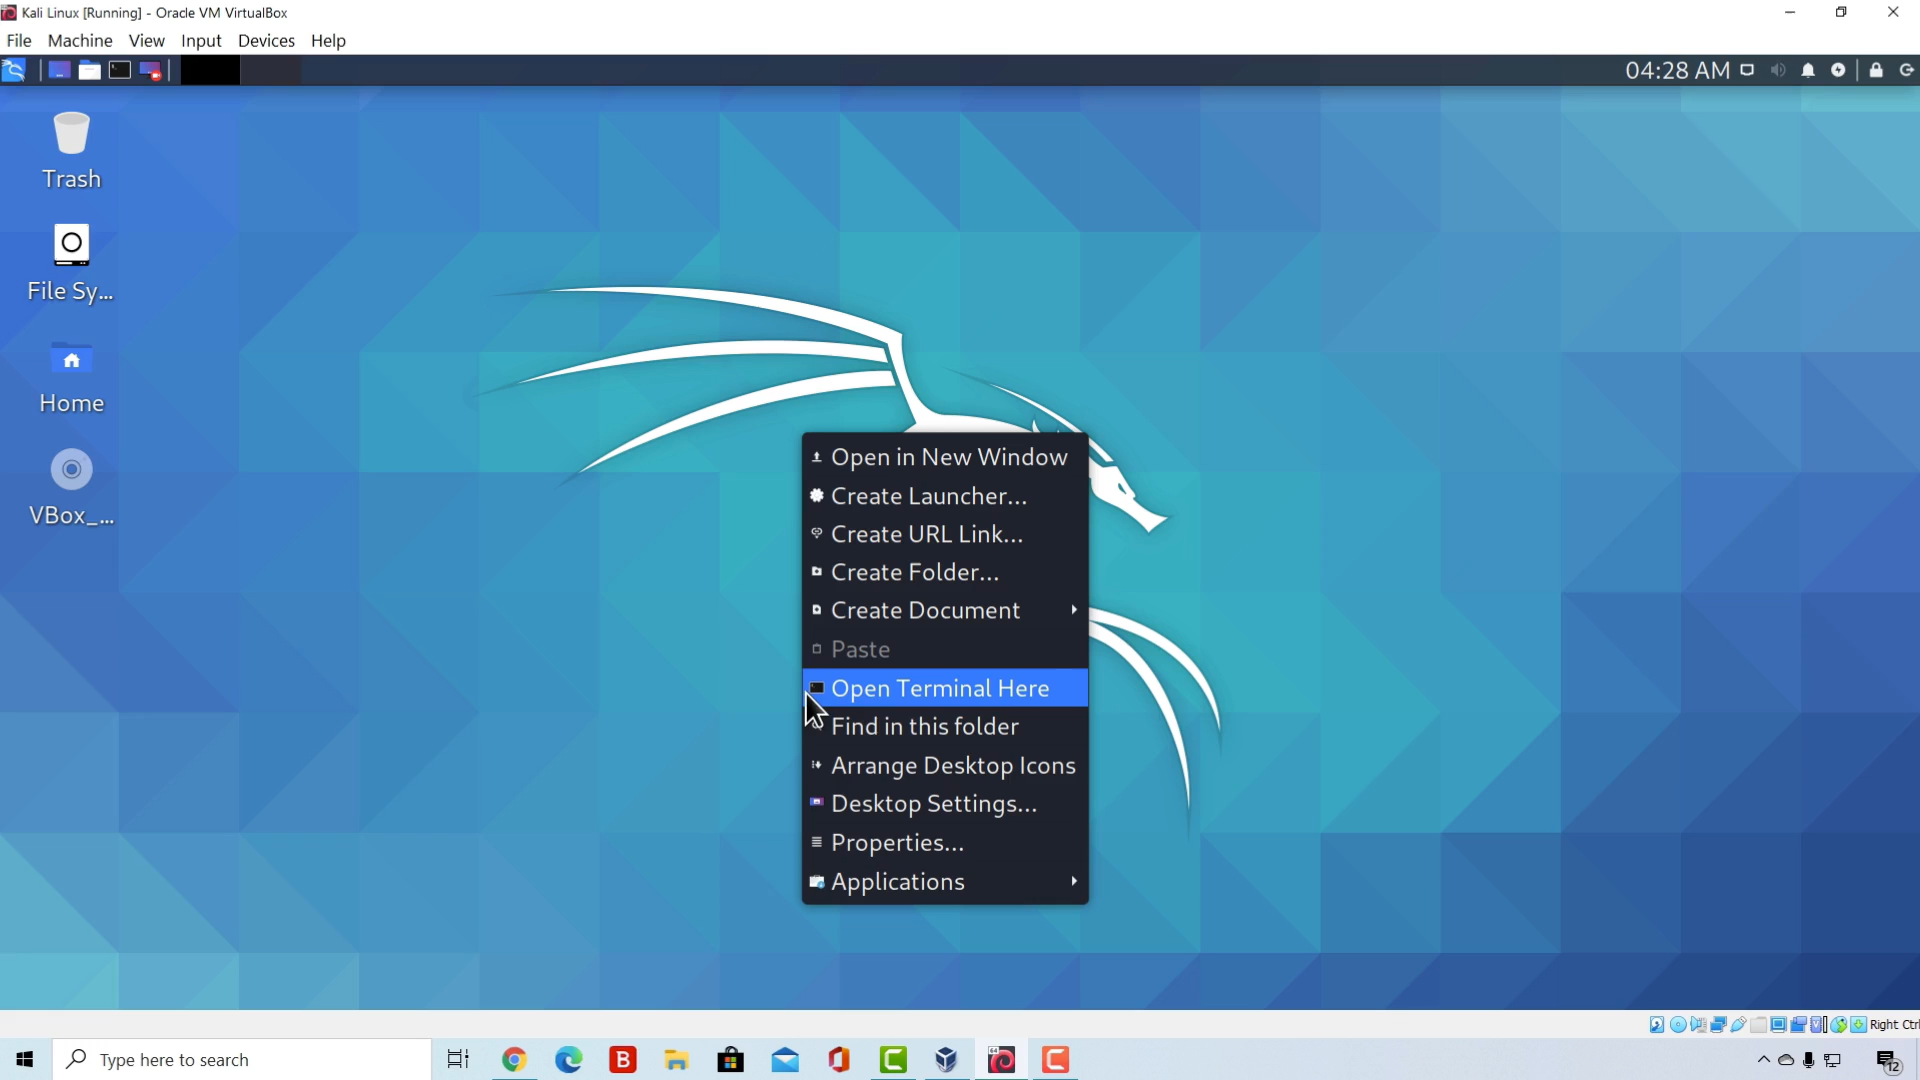 Kali Linux [Running] - Oracle VM VirtualBox
File Machine View Input Devices Help
04:28 AM
Trash
File Sy...
Home
VBox_...
Open in New Window
Create Launcher...
Create URL Link...
Create Folder...
Create Document
Paste
Open Terminal Here
Find in this folder
Arrange Desktop Icons
Desktop Settings...
Properties...
Applications
Right Ctrl
Type here to search
B
12